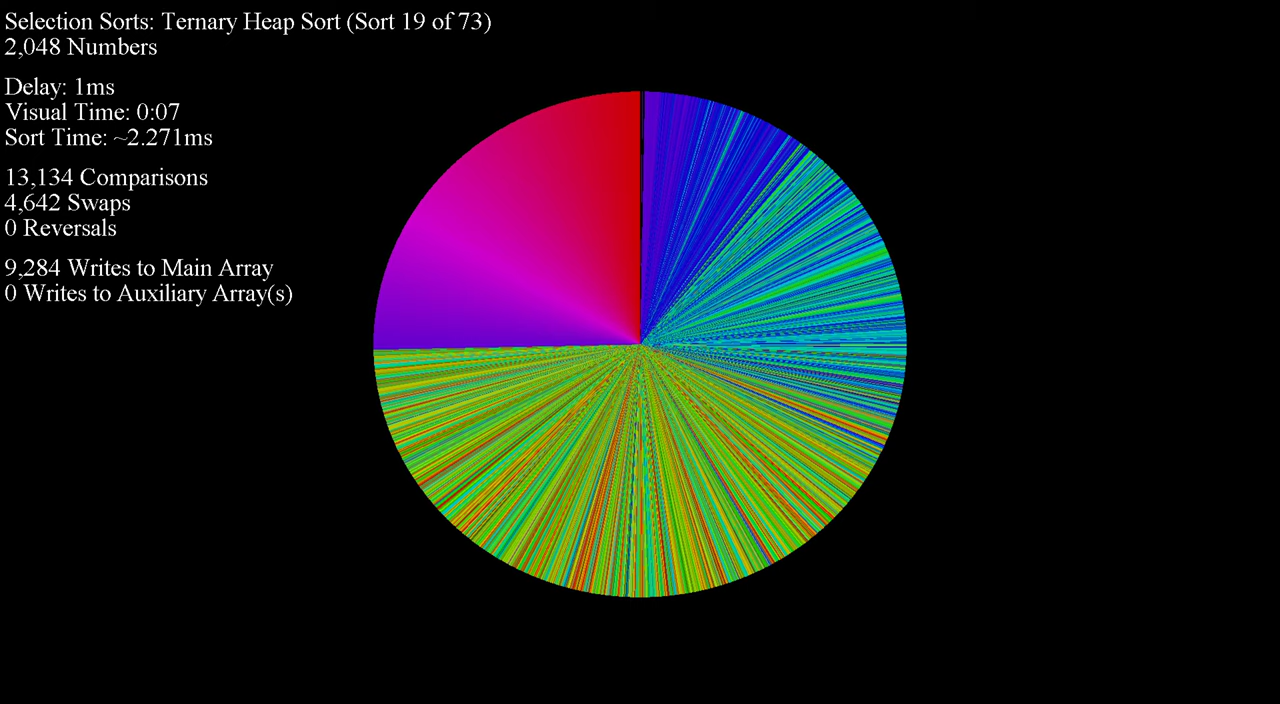 Selection Sorts: Ternary Heap Sort (Sort 19 of 73)
2,048 Numbers
Delay: 1ms
Visual Time: 0:07
Sort Time: ~2.271ms
13,134 Comparisons
4,642 Swaps
0 Reversals
9,284 Writes to Main Array
0 Writes to Auxiliary Array(s)